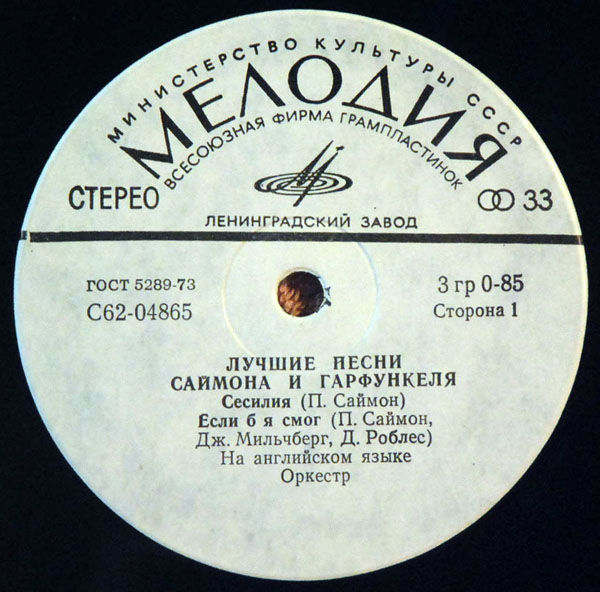 МИНИСТЕРСТВО КУЛЬТУРЫ СССР
МЕЛОДИЯ
ВСЕСОЮЗНАЯ ФИРМА ГРАМПЛАСТИНОК
СТЕРЕО
33
ЛЕНИНГРАДСКИЙ ЗАВОД
ГОСТ 5289-73
С62-04865
3 гр 0-85
Сторона 1
ЛУЧШИЕ ПЕСНИ
САЙМОНА И ГАРФУНКЕЛЯ
Сесилия (П. Саймон)
Если б я смог (П. Саймон,
Дж. Мильчберг, Д. Роблес)
На английском языке
Оркестр